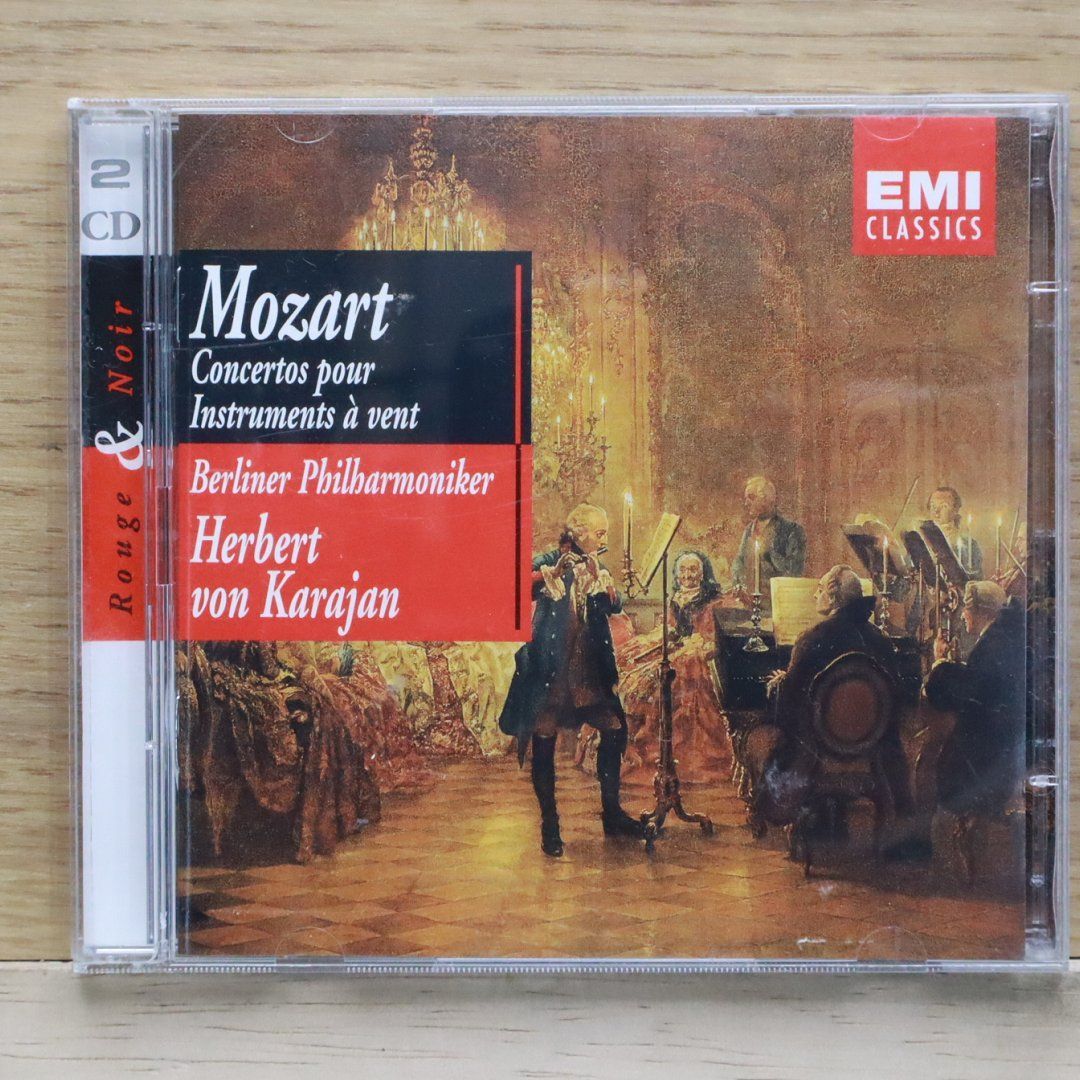 2
CD
Rouge & Noir
EMI
CLASSICS
Mozart
Concertos pour
Instruments à vent
Berliner Philharmoniker
Herbert
von Karajan